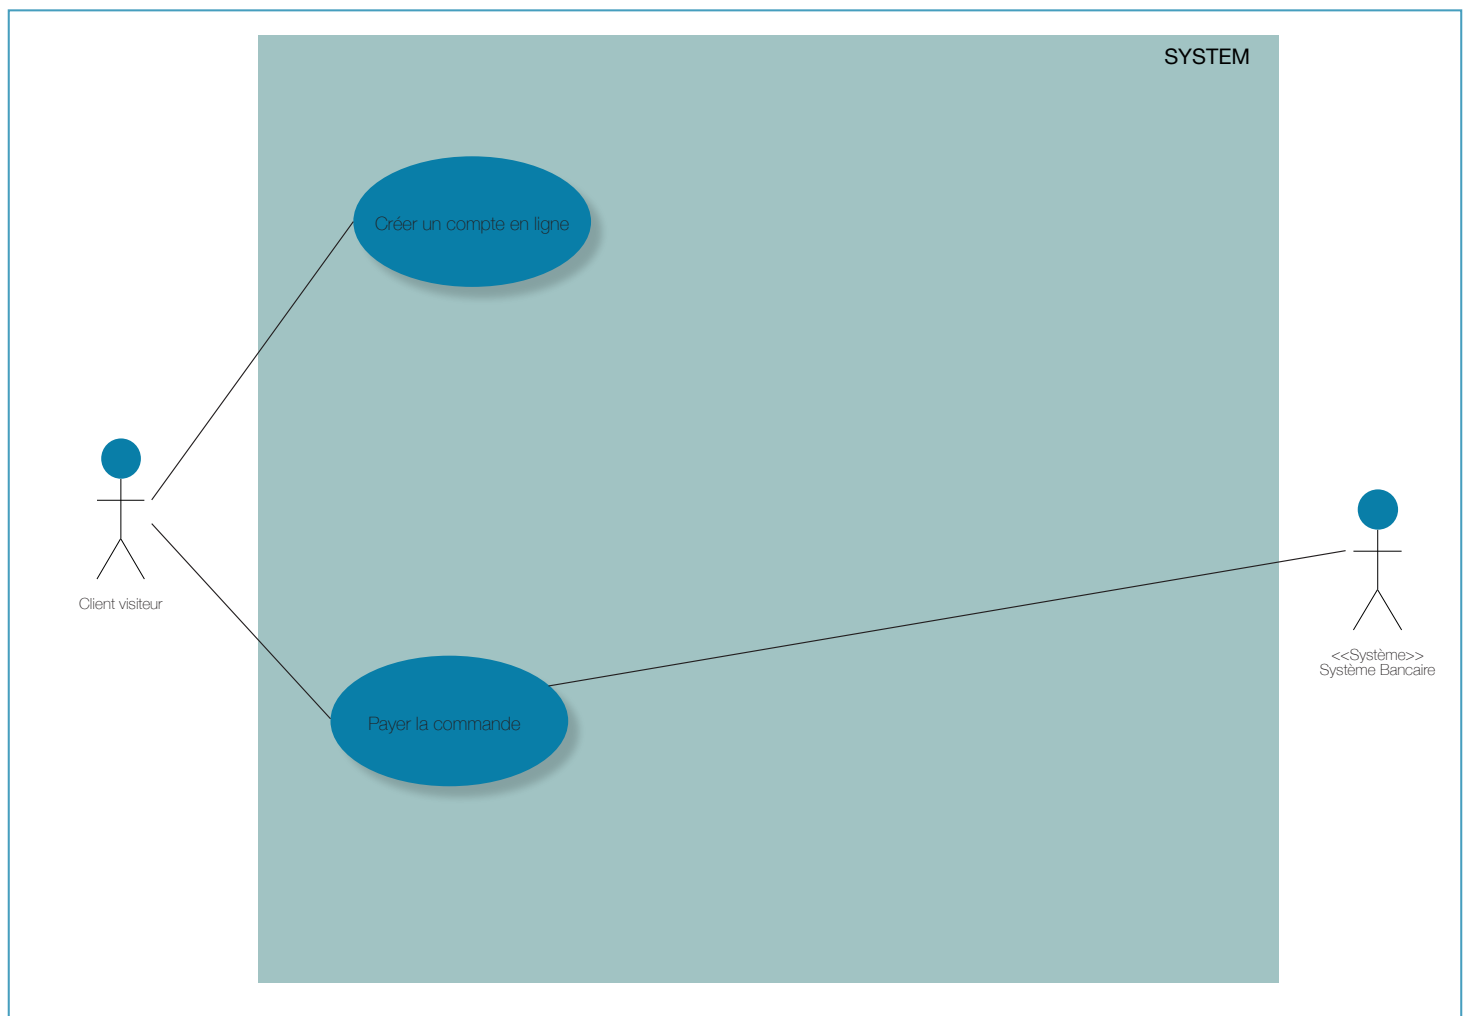 SYSTEM
Créer un compte en ligne
Client visiteur
<<Système>>
Système Bancaire
Payer la commande